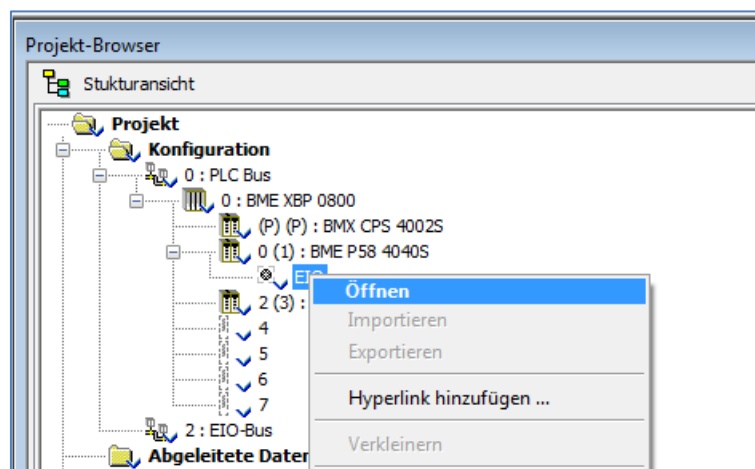 Projekt-Browser
Stukturansicht
Projekt
Konfiguration
0 : PLC Bus
0 : BME XBP 0800
(P) (P) : BMX CPS 4002S
0 (1) : BME P58 4040S
EIO
Öffnen
2 (3) :
Importieren
4
Exportieren
5
6
Hyperlink hinzufügen ...
7
2 : EIO-Bus
Verkleinern
Abgeleitete Daten